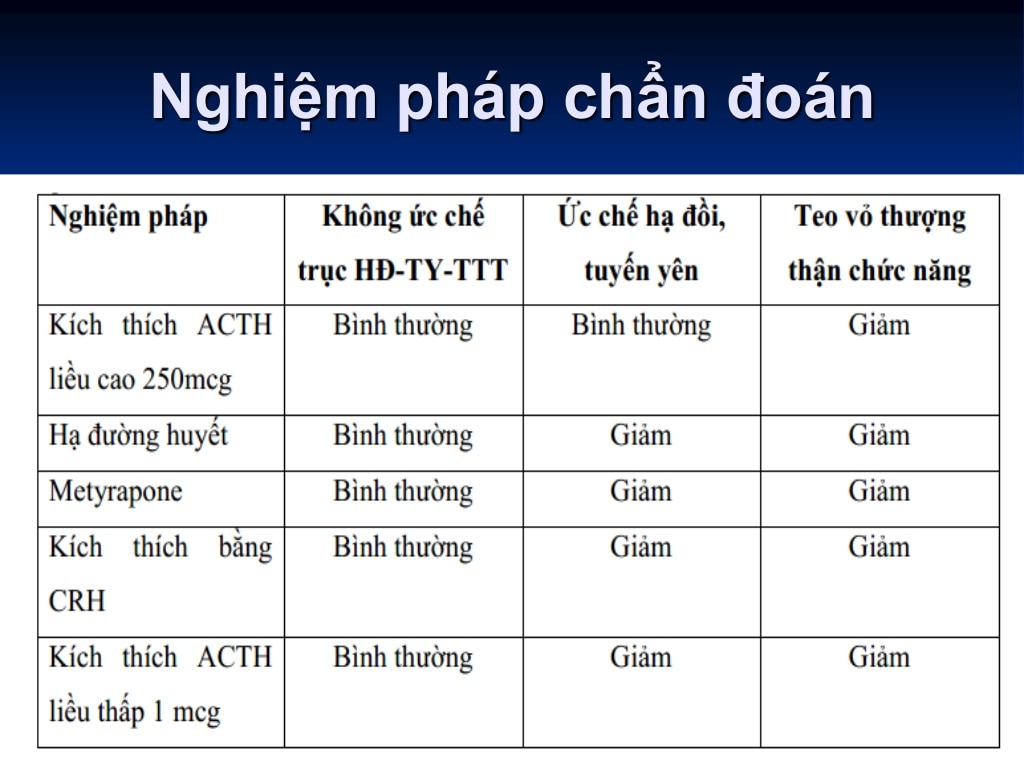 Nghiệm pháp chẩn đoán
Nghiệm pháp
Không ức chế
trục HĐ-TY-TTT
Ức chế hạ đồi,
tuyến yên
Teo vỏ thượng
thận chức năng
Kích thích ACTH
liều cao 250mcg
Bình thường
Bình thường
Giảm
Hạ đường huyết
Bình thường
Giảm
Giảm
Metyrapone
Bình thường
Giảm
Giảm
Kích thích bằng
CRH
Bình thường
Giảm
Giảm
Kích thích ACTH
liều thấp 1 mcg
Bình thường
Giảm
Giảm